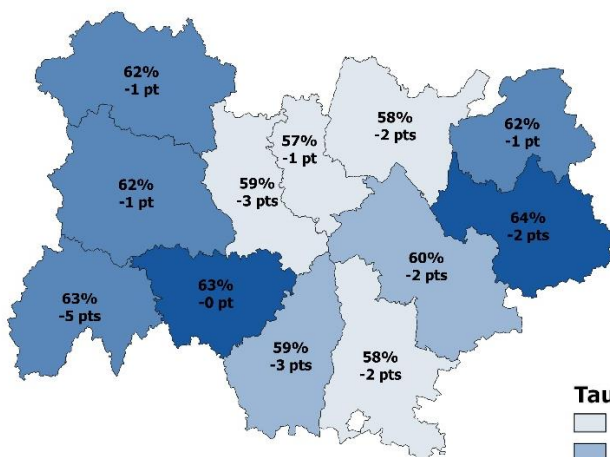 62%
-1 pt
58%
-2 pts
62%
-1 pt
57%
-1 pt
59%
-3 pts
62%
-1 pt
64%
-2 pts
60%
-2 pts
63%
-0 pt
63%
-5 pts
59%
-3 pts
58%
-2 pts
Tau